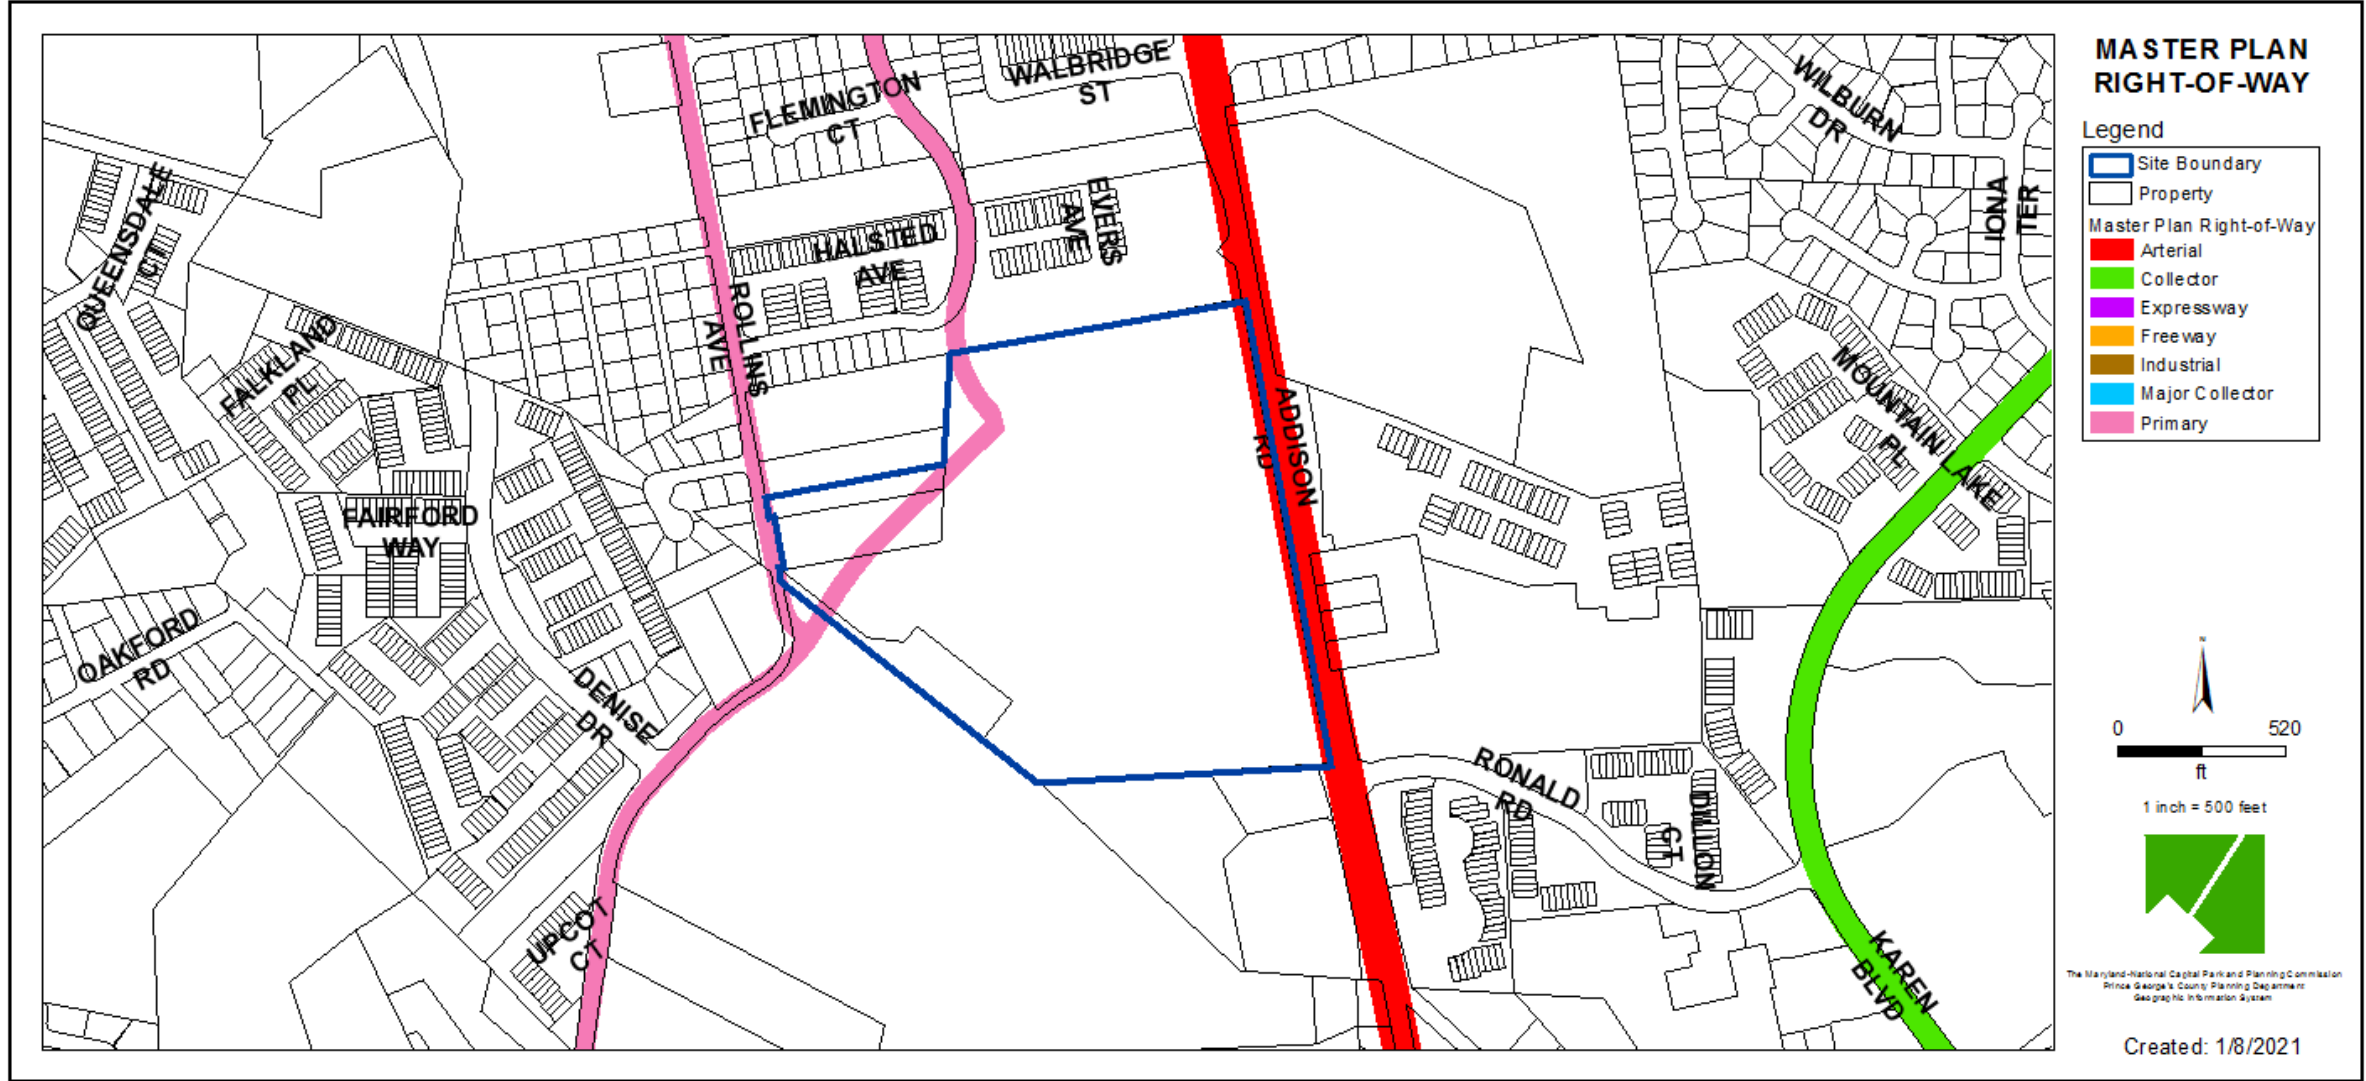 MASTER PLAN
RIGHT-OF-WAY
Legend
Site Boundary
Property
Master Plan Right-of-Way
Arterial
Collector
Expressway
Freeway
Industrial
Major Collector
Primary
N
0 520
ft
1 inch = 500 feet
The Maryland-National Capital Park and Planning Commission
Prince George's County Planning Department
Geographic Information System
Created: 1/8/2021
WALBRIDGE
ST
FLEMINGTON
CT
WILBURN
DR
IONA
TER
QUEENSDALE
CT
EVERS
AVE
HALSTED
AVE
ROLLINS
AVE
FALKLAND
PL
ADDISON
RD
MOUNTAIN LAKE
PL
FAIRFORD
WAY
OAKFORD
RD
DENISE
DR
RONALD
RD
DILLON
CT
UPCOT
CT
KAREN
BLVD